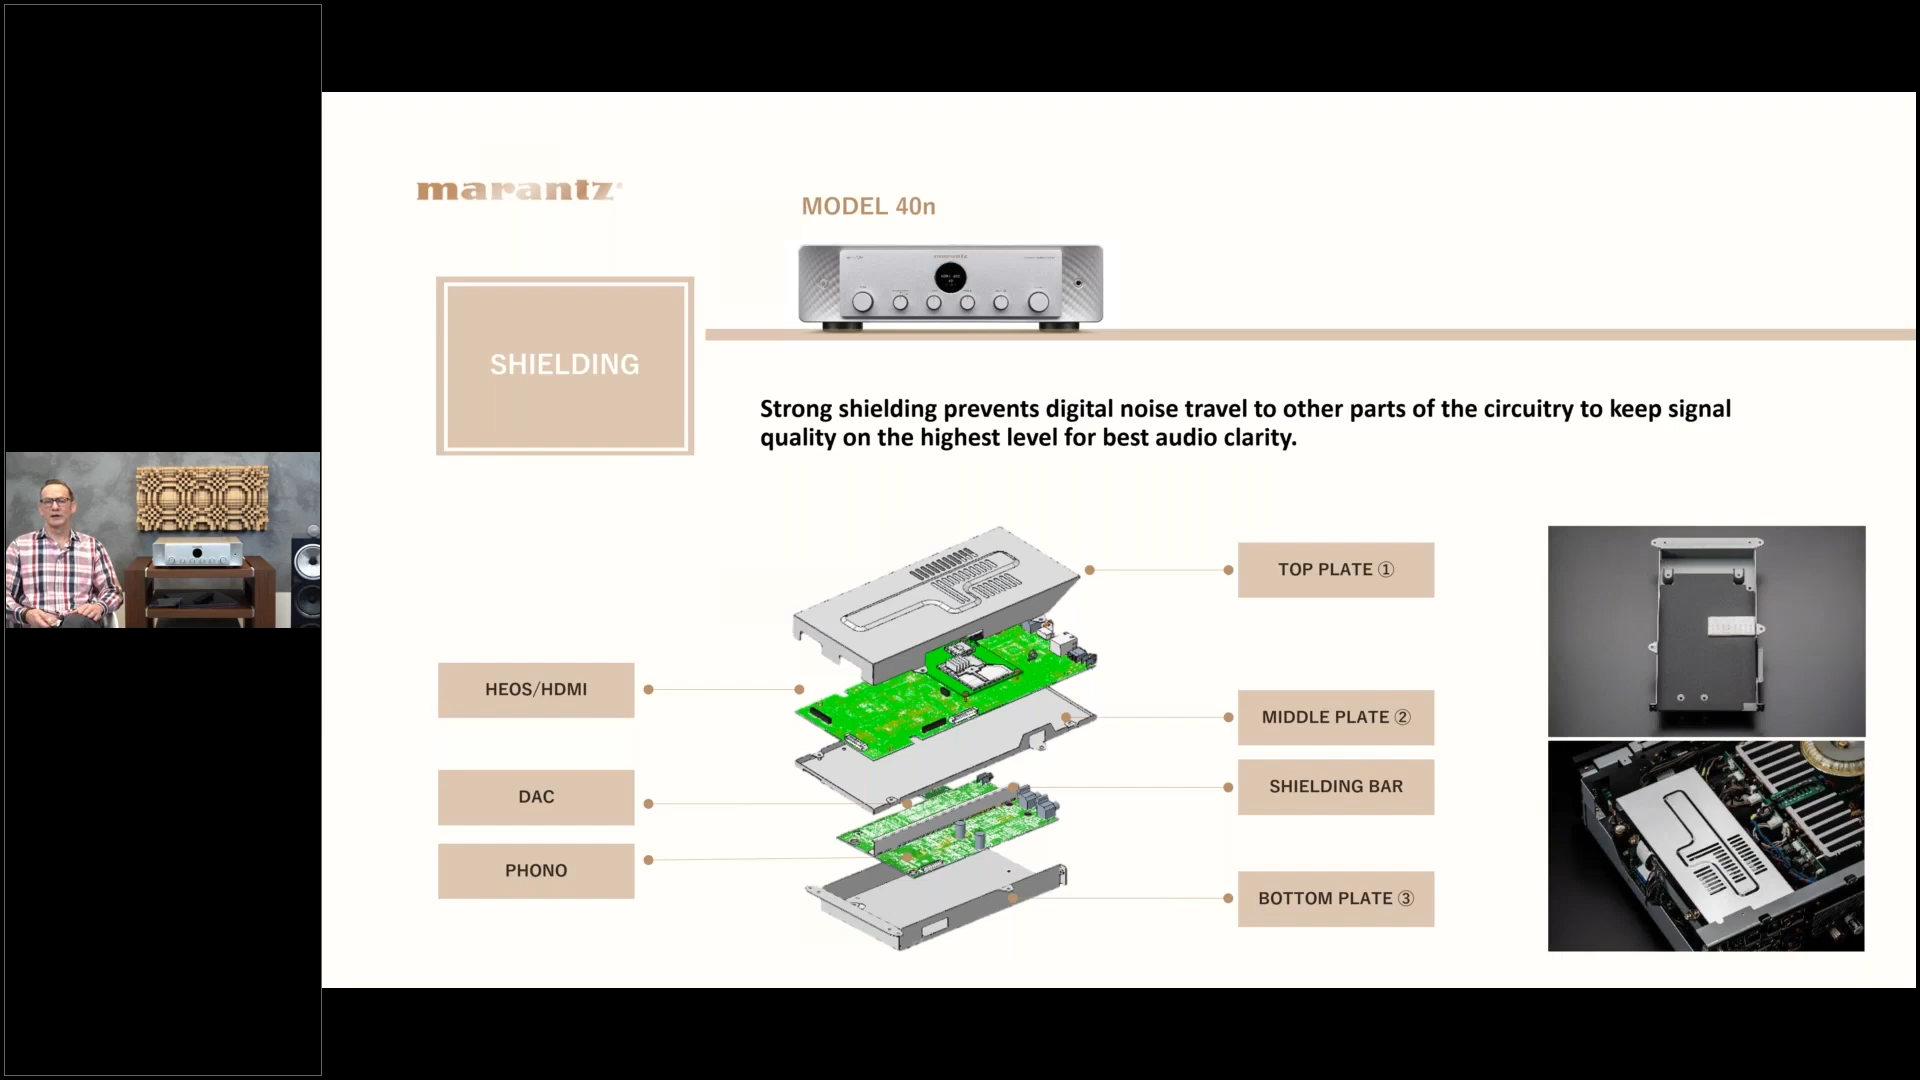 marantz
MODEL 40n
SHIELDING
Strong shielding prevents digital noise travel to other parts of the circuitry to keep signal
quality on the highest level for best audio clarity.
TOP PLATE ①
HEOS/HDMI
MIDDLE PLATE ②
DAC
SHIELDING BAR
PHONO
BOTTOM PLATE ③